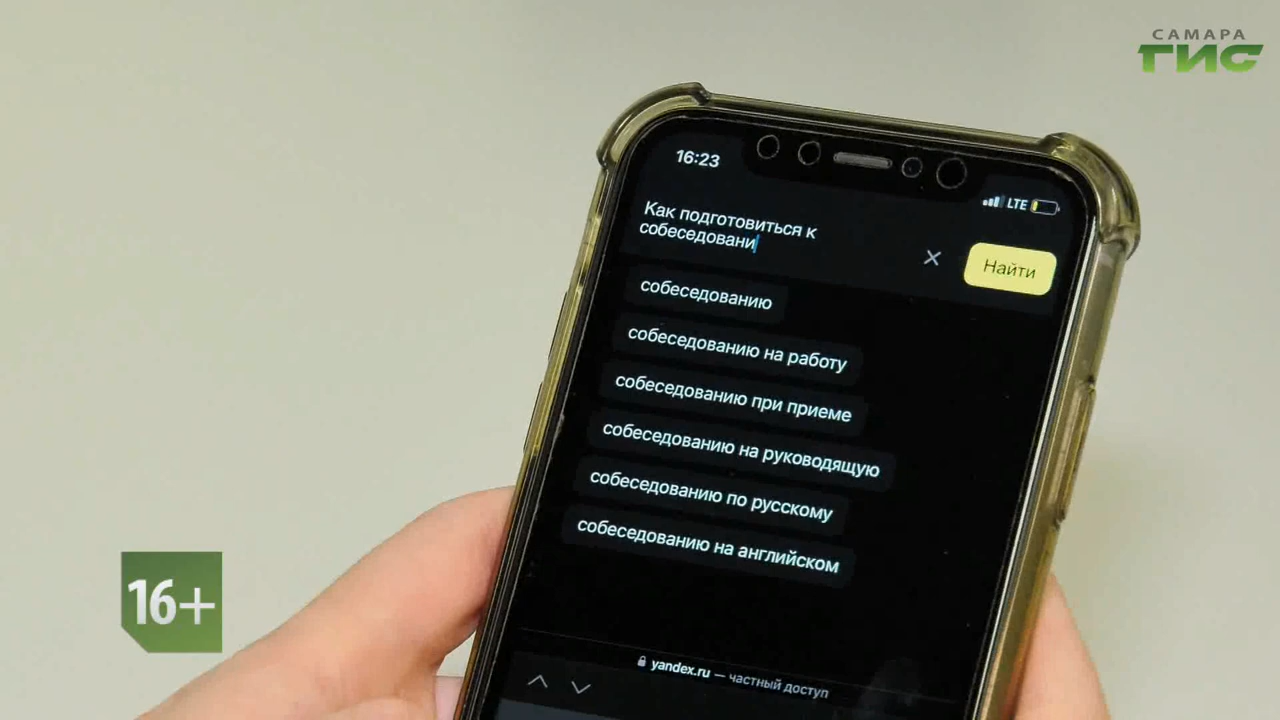 САМАРА
ГИС
16:23
LTE
Как подготовиться к
собеседовани
Найти
собеседованию
собеседованию на работу
собеседованию при приеме
собеседованию на руководящую
собеседованию по русскому
собеседованию на английском
16+
yandex.ru — частный доступ